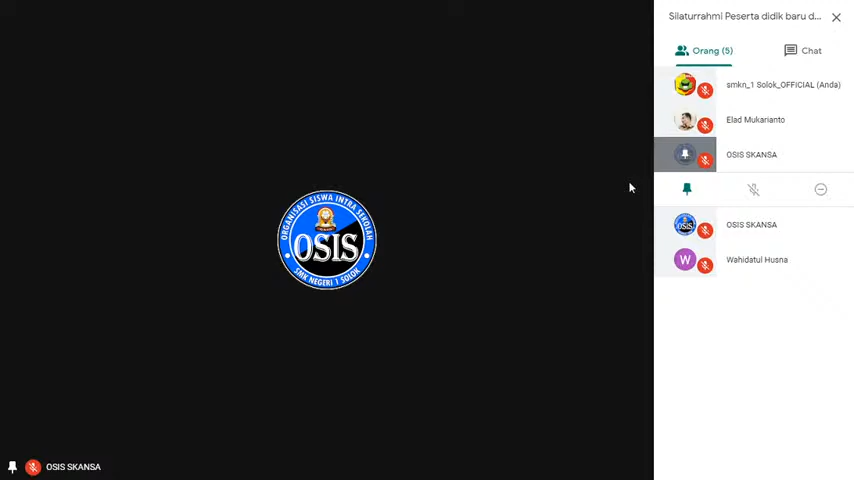 Silaturrahmi Peserta didik baru d...
Orang (5)
Chat
smkn_1 Solok_OFFICIAL (Anda)
Elad Mukarianto
OSIS SKANSA
OSIS SKANSA
W
Wahidatul Husna
ORGANISASI SISWA INTRA SEKOLAH
OSIS
SMK NEGERI 1 SOLOK
OSIS SKANSA